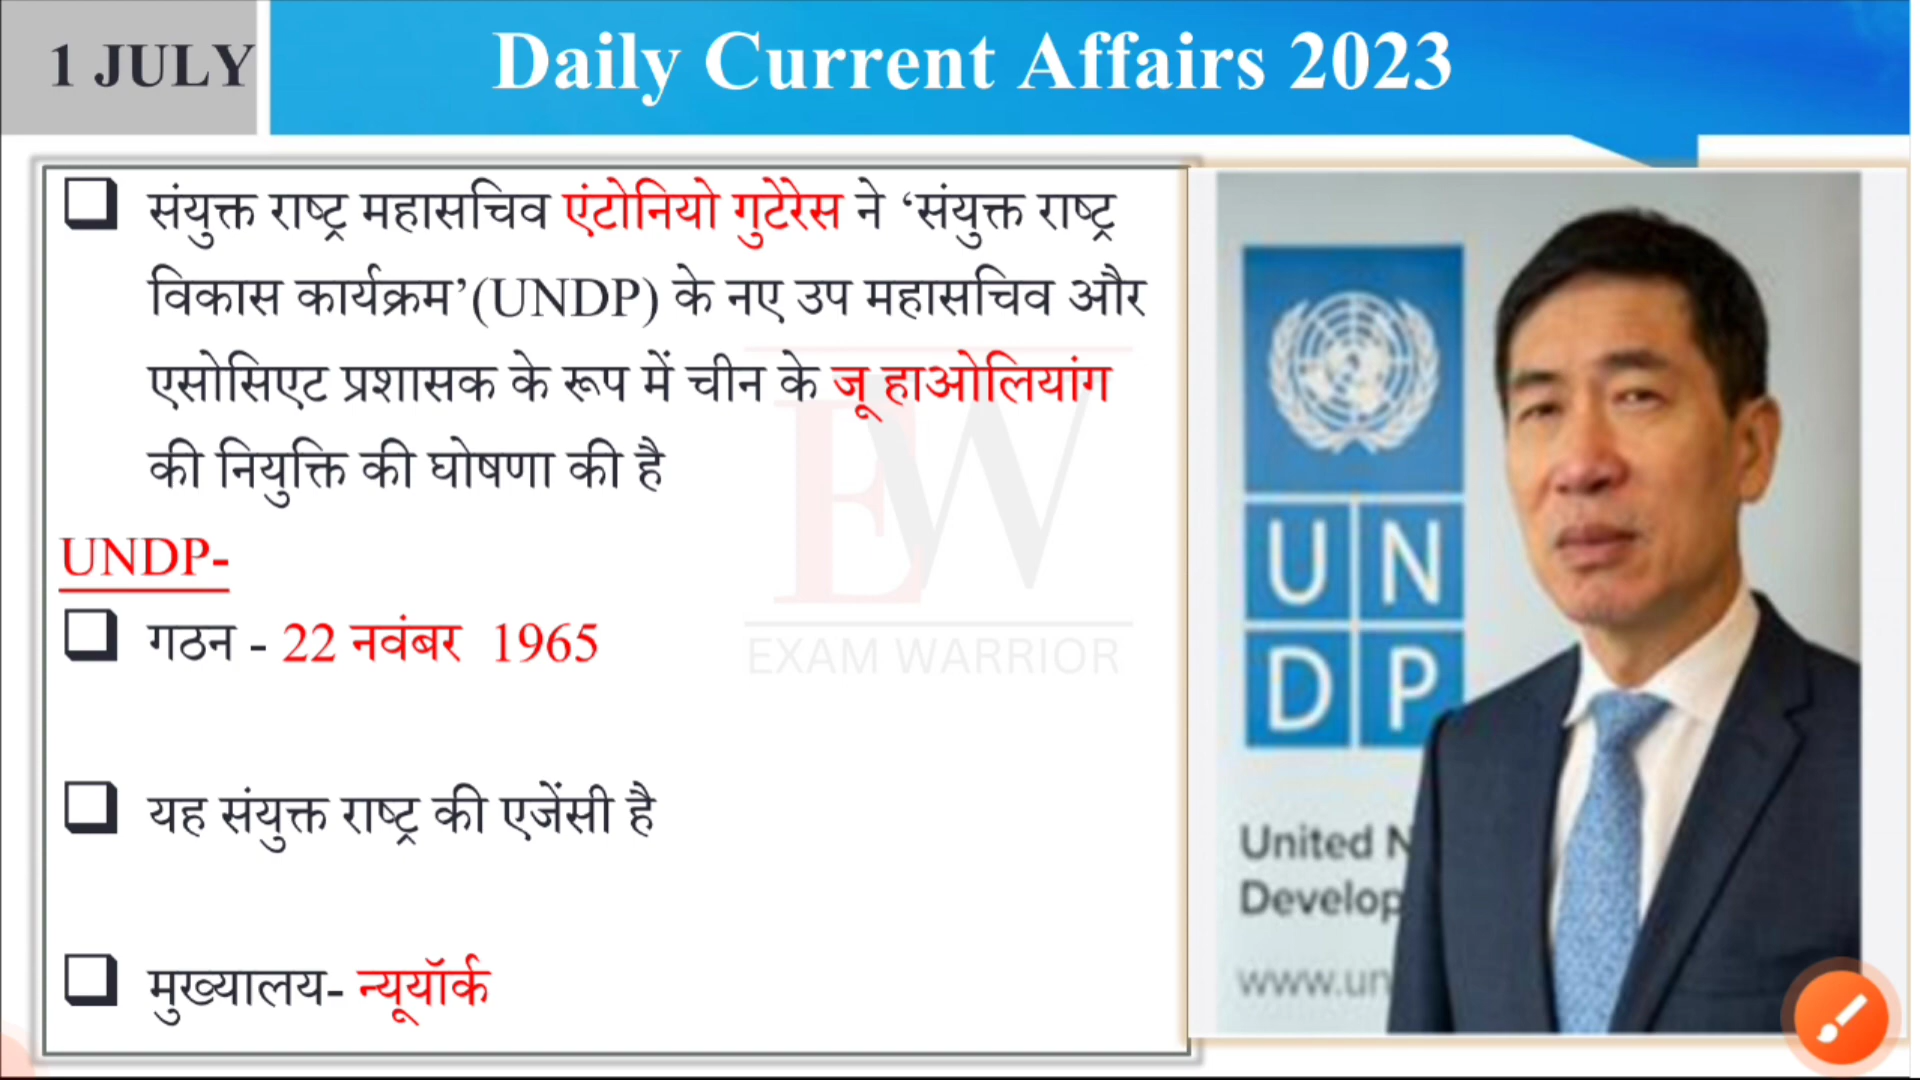 1 JULY
Daily Current Affairs 2023
संयुक्त राष्ट्र महासचिव एंटोनियो गुटेरेस ने ‘संयुक्त राष्ट्र
विकास कार्यक्रम’(UNDP) के नए उप महासचिव और
एसोसिएट प्रशासक के रूप में चीन के जू हाओलियांग
की नियुक्ति की घोषणा की है
UNDP-
गठन - 22 नवंबर 1965
यह संयुक्त राष्ट्र की एजेंसी है
मुख्यालय- न्यूयॉर्क
EW
EXAM WARRIOR
U N
D P
United N
Develop
www.un